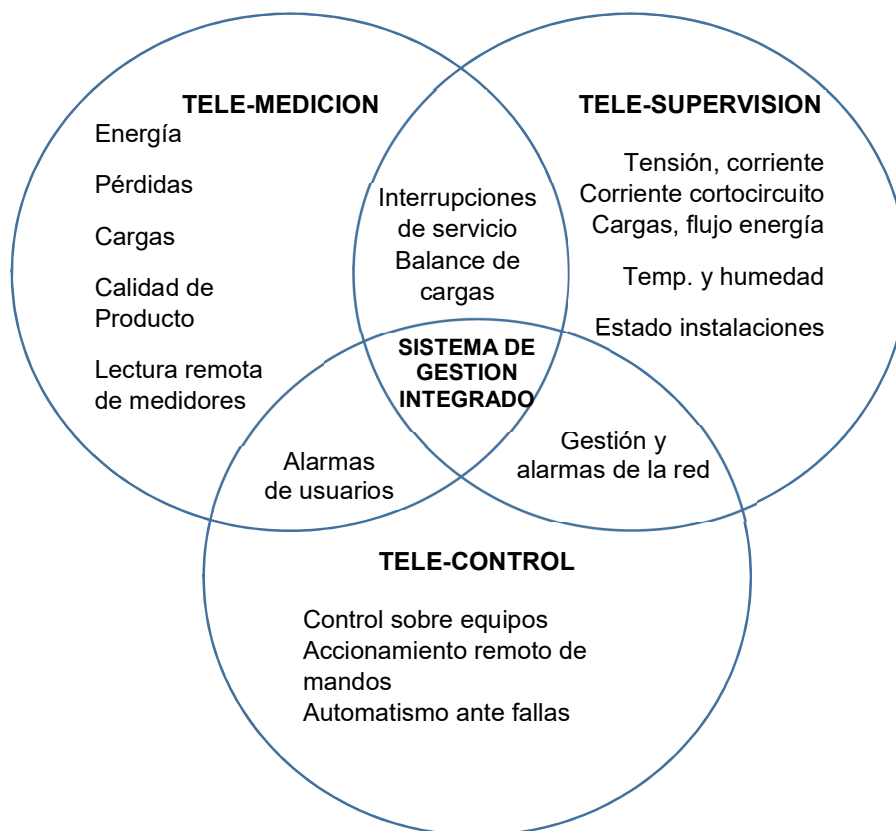 TELE-MEDICION
Energía
Pérdidas
Cargas
Calidad de
Producto
Lectura remota
de medidores
TELE-SUPERVISION
Tensión, corriente
Corriente cortocircuito
Cargas, flujo energía
Temp. y humedad
Estado instalaciones
Interrupciones
de servicio
Balance de
cargas
SISTEMA DE
GESTION
INTEGRADO
Alarmas
de usuarios
Gestión y
alarmas de la red
TELE-CONTROL
Control sobre equipos
Accionamiento remoto de
mandos
Automatismo ante fallas